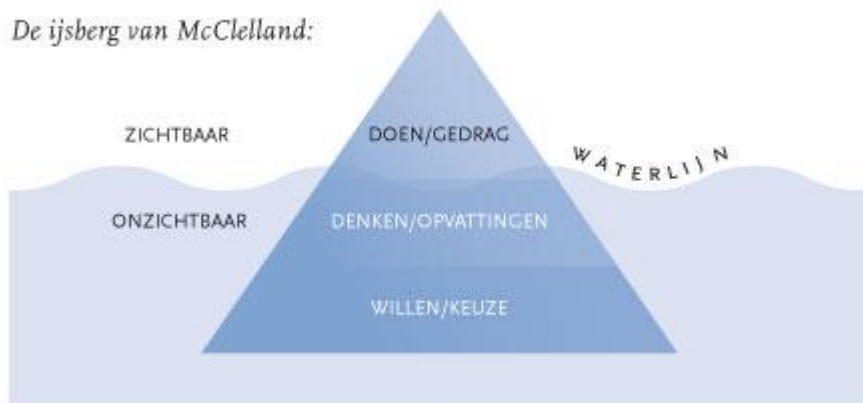 De ijsberg van McClelland:
ZICHTBAAR
DOEN/GEDRAG
WATERLIJN
ONZICHTBAAR
DENKEN/OPVATTINGEN
WILLEN/KEUZE